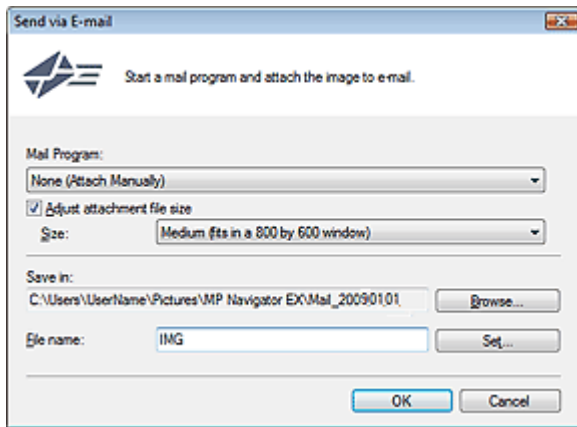 Send via E-mail
Start a mail program and attach the image to e-mail.
Mail Program:
None (Attach Manually)
Adjust attachment file size
Size: Medium (fits in a 800 by 600 window)
Save in:
C:\Users\UserName\Pictures\MP Navigator EX\Mail_20090101 Browse...
File name: IMG Set...
OK Cancel